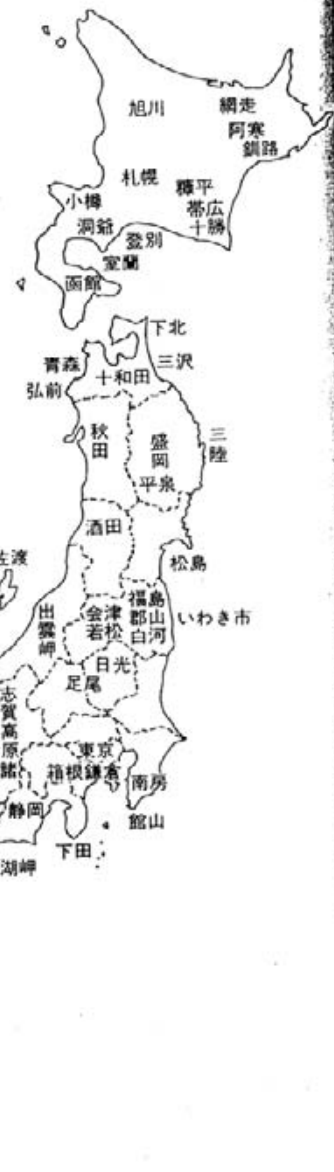 旭川
網走
阿寒
釧路
札幌
糠平
小樽
帯広
洞爺
登別
十勝
室蘭
函館
下北
青森
三沢
十和田
弘前
秋田
盛岡
三陸
平泉
酒田
松島
佐渡
福島
いわき市
出雲岬
会津
郡山
若松
白河
日光
足尾
志賀高原
諸
東京
箱根
鎌倉
南房
静岡
館山
下田
湖岬